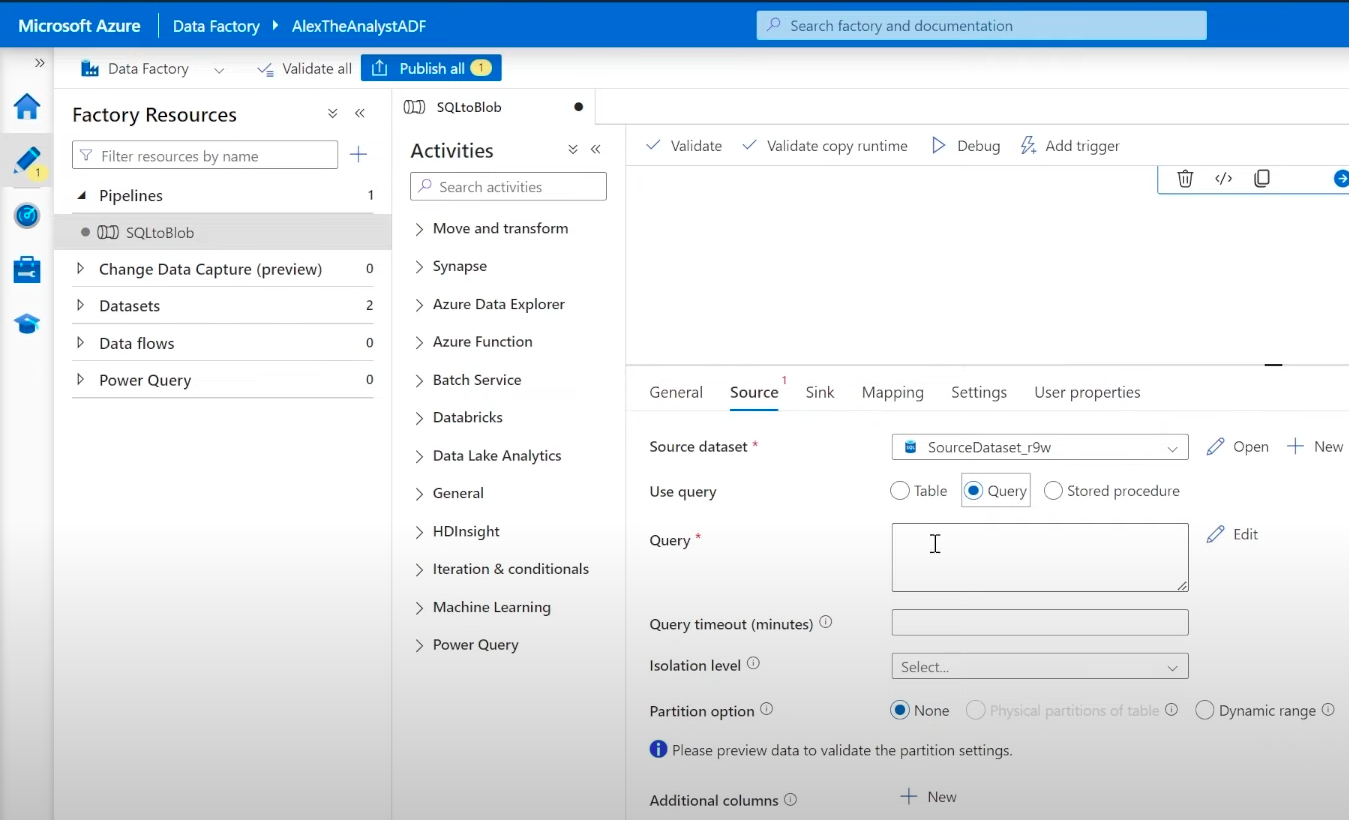 Microsoft Azure
Data Factory
AlexTheAnalystADF
Search factory and documentation
Data Factory
Validate all
Publish all
1
1
Factory Resources
Filter resources by name
Pipelines
1
SQLtoBlob
Change Data Capture (preview)
0
Datasets
2
Data flows
0
Power Query
0
SQLtoBlob
Activities
Search activities
Move and transform
Synapse
Azure Data Explorer
Azure Function
Batch Service
Databricks
Data Lake Analytics
General
HDInsight
Iteration & conditionals
Machine Learning
Power Query
Validate
Validate copy runtime
Debug
Add trigger
General
Source
1
Sink
Mapping
Settings
User properties
Source dataset *
SourceDataset_r9w
Open
New
Use query
Table
Query
Stored procedure
Query *
Edit
Query timeout (minutes)
Isolation level
Select...
Partition option
None
Physical partitions of table
Dynamic range
Please preview data to validate the partition settings.
Additional columns
New